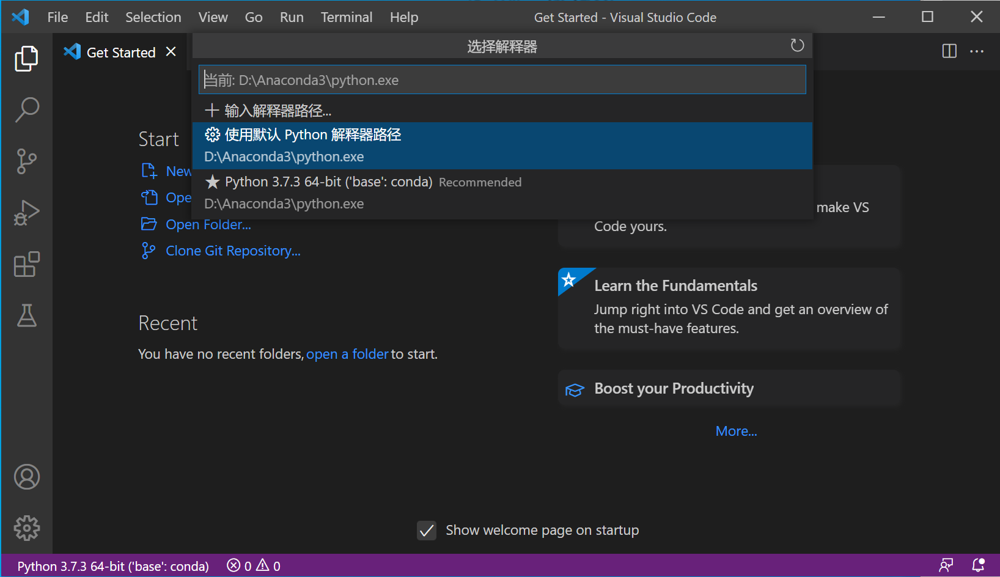 File Edit Selection View Go Run Terminal Help Get Started - Visual Studio Code
Get Started
选择解释器
当前: D:\Anaconda3\python.exe
输入解释器路径...
使用默认 Python 解释器路径
D:\Anaconda3\python.exe
Python 3.7.3 64-bit ('base': conda) Recommended
D:\Anaconda3\python.exe
Start
New
Ope
Open Folder...
Clone Git Repository...
Recent
You have no recent folders, open a folder to start.
make VS
Code yours.
Learn the Fundamentals
Jump right into VS Code and get an overview of
the must-have features.
Boost your Productivity
More...
Show welcome page on startup
Python 3.7.3 64-bit ('base': conda) 0 0